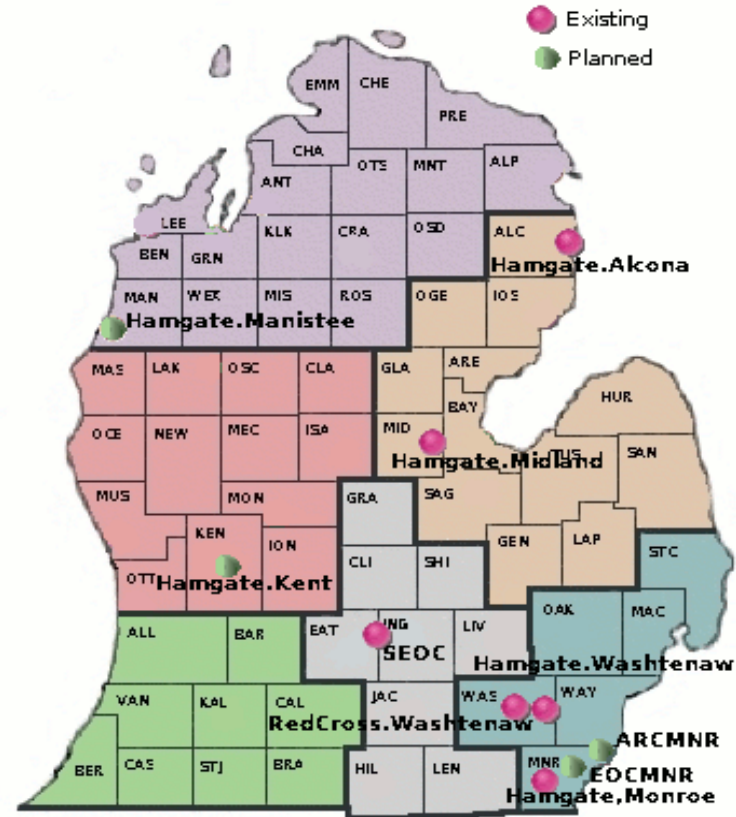 Existing
Planned
EMM
CHE
PRE
CHA
OTS
MNT
ALP
ANT
LEE
KLK
CRA
OSD
ALC
BEN
GRN
Hamgate.Alcona
MAN
WEX
MIS
ROS
OGE
IOS
Hamgate.Manistee
MAS
LAK
OSC
CLA
GLA
ARE
HUR
OCE
NEW
MEC
ISA
MID
BAY
TUS
SAN
Hamgate.Midland
MUS
MON
GRA
SAG
KEN
ION
GEN
LAP
STC
OTT
Hamgate.Kent
CLI
SHI
OAK
MAC
ALL
BAR
EAT
ING
LIV
SEOC
Hamgate.Washtenaw
VAN
KAL
CAL
JAC
WAS
WAY
RedCross.Washtenaw
ARCMNR
BER
CAS
STJ
BRA
HIL
LEN
MNR
EOCMNR
Hamgate,Monroe